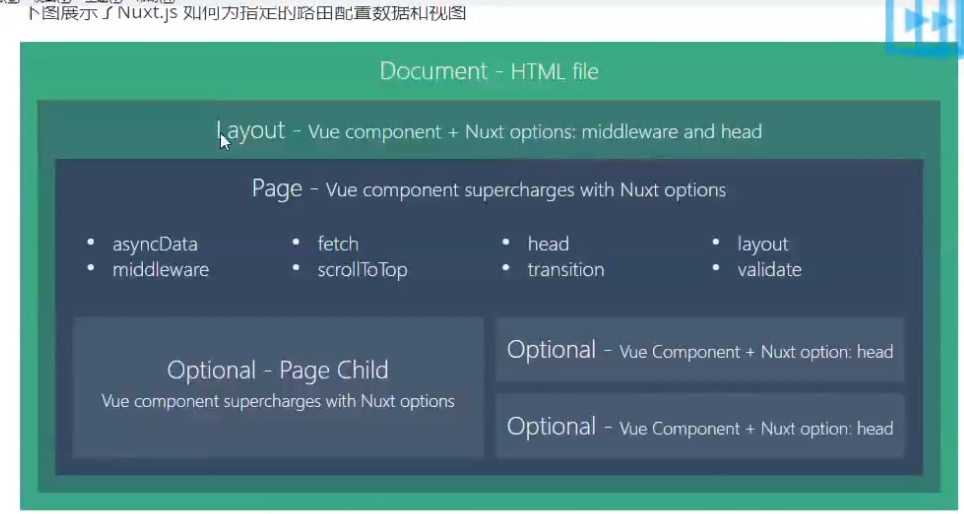 下图展示了Nuxt.js 如何为指定的路由配置数据和视图
Document - HTML file
Layout - Vue component + Nuxt options: middleware and head
Page - Vue component supercharges with Nuxt options
• asyncData • fetch • head • layout
• middleware • scrollToTop • transition • validate
Optional - Page Child
Vue component supercharges with Nuxt options
Optional - Vue Component + Nuxt option: head
Optional - Vue Component + Nuxt option: head